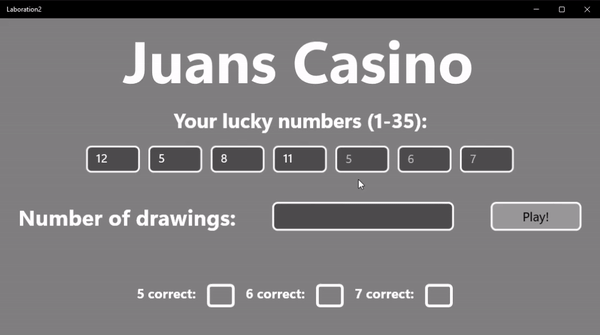 Laboration2
Juans Casino
Your lucky numbers (1-35):
12 5 8 11 5 6 7
Number of drawings: Play!
5 correct: 6 correct: 7 correct: